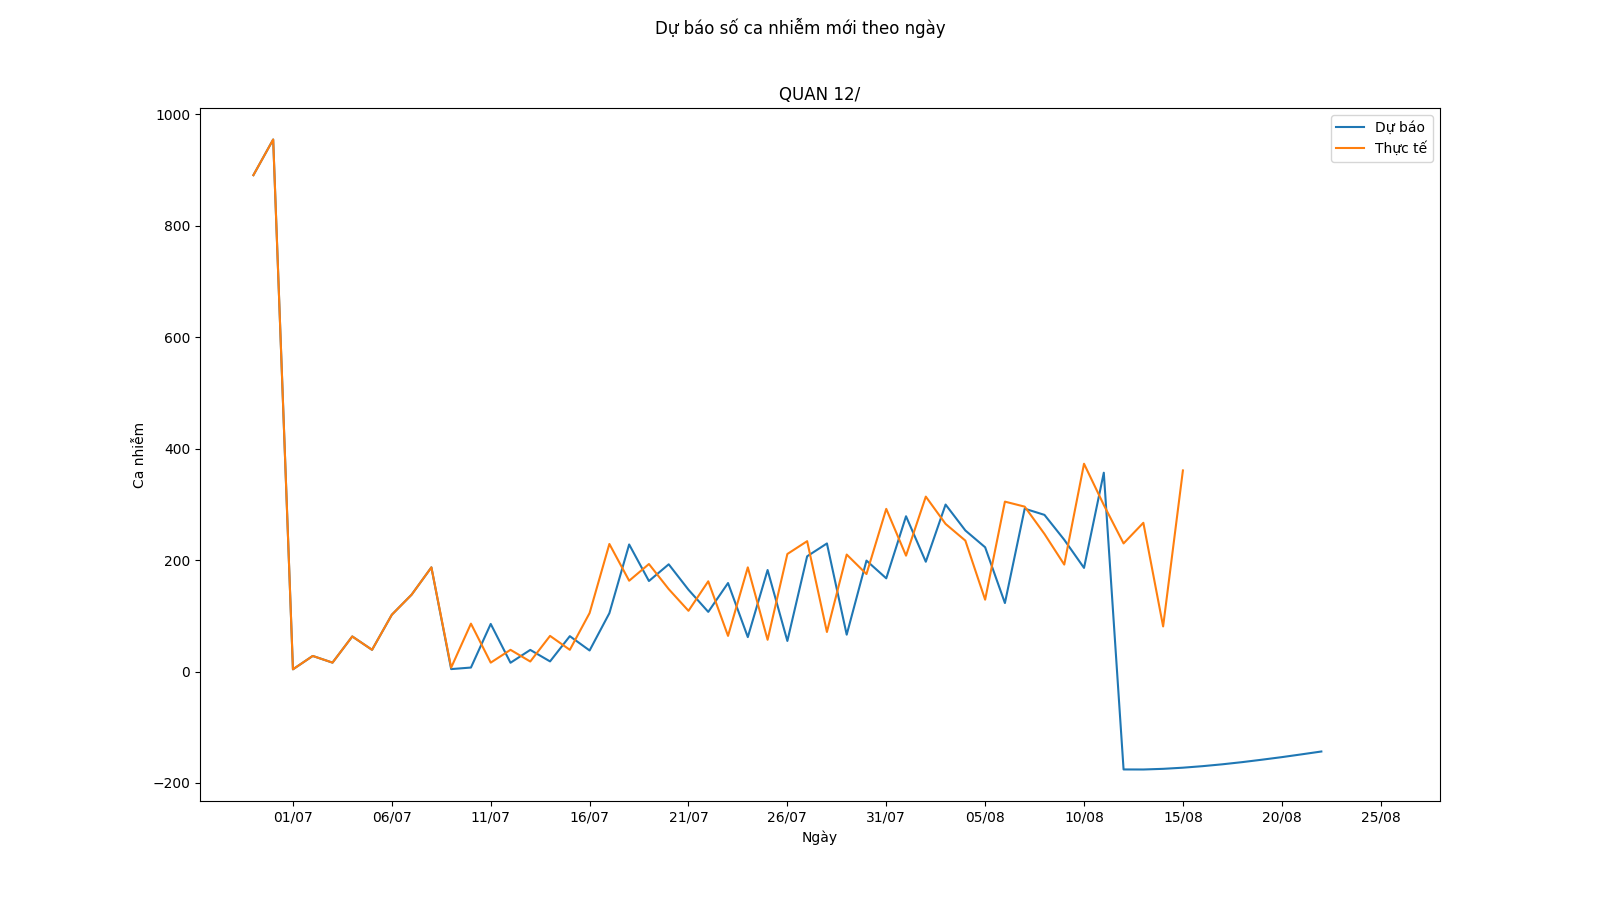 Dự báo số ca nhiễm mới theo ngày
QUAN 12/
1000
800
600
400
200
0
−200
Ca nhiễm
Dự báo
Thực tế
01/07 06/07 11/07 16/07 21/07 26/07 31/07 05/08 10/08 15/08 20/08 25/08
Ngày